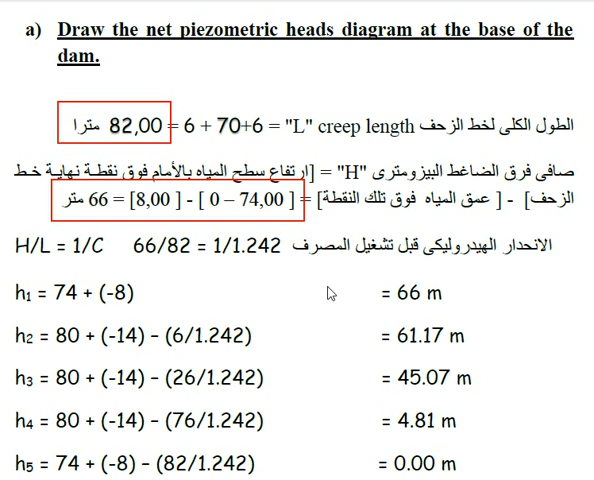 a) Draw the net piezometric heads diagram at the base of the
dam.
الطول الكلى لخط الزحف creep length "L" = 6 + 70+6 = 82,00 مترا
صافى فرق الضاغط البيزومترى "H" = [ارتفاع سطح المياه بالأمام فوق نقطة نهاية خط
الزحف] - [ عمق المياه فوق تلك النقطة] = [ 74,00 – 0 ] - [ 8,00] = 66 متر
الانحدار الهيدروليكى قبل تشغيل المصرف H/L = 1/C 66/82 = 1/1.242
h₁ = 74 + (-8) = 66 m
h₂ = 80 + (-14) – (6/1.242) = 61.17 m
h₃ = 80 + (-14) – (26/1.242) = 45.07 m
h₄ = 80 + (-14) – (76/1.242) = 4.81 m
h₅ = 74 + (-8) – (82/1.242) = 0.00 m